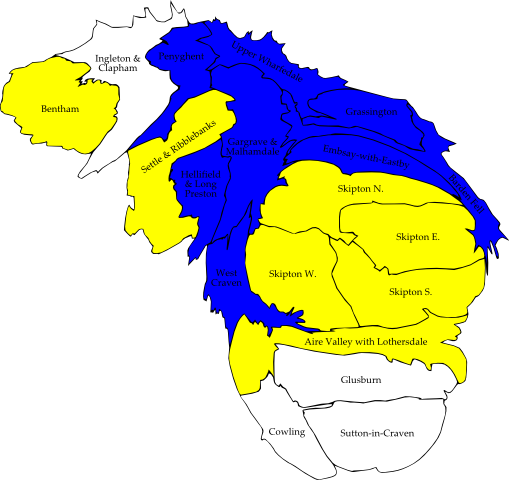 Upper Wharfedale
Penyghent
Ingleton &
Clapham
Bentham
Grassington
Settle & Ribblebanks
Gargrave &
Malhamdale
Embsay-with-Eastby
Hellifield
& Long
Preston
Skipton N.
Barden Fell
Skipton E.
West
Craven
Skipton W.
Skipton S.
Aire Valley with Lothersdale
Glusburn
Cowling
Sutton-in-Craven